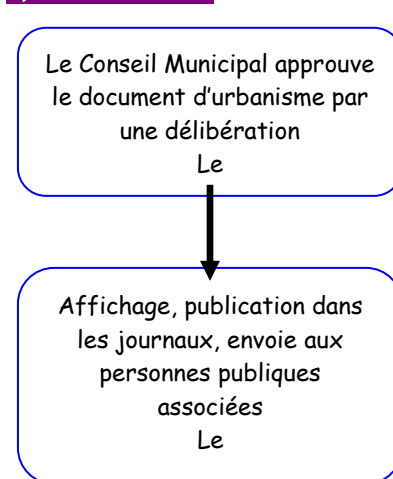 Le Conseil Municipal approuve
le document d'urbanisme par
une délibération
Le
Affichage, publication dans
les journaux, envoie aux
personnes publiques
associées
Le